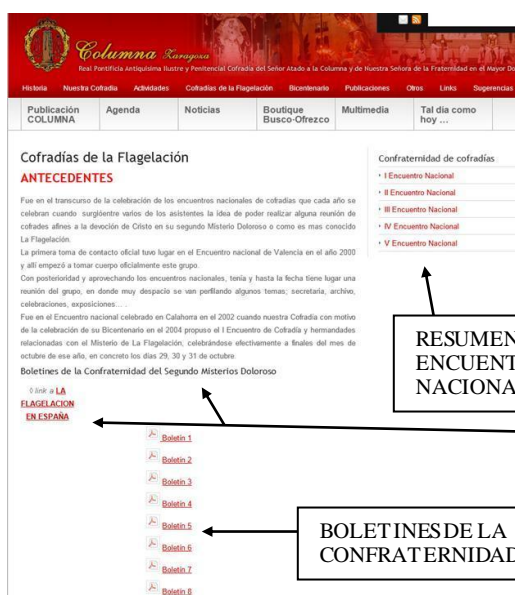 Columna Zaragoza
Real Pontificia Antiquísima Ilustre y Penitencial Cofradía del Señor Atado a la Columna y de Nuestra Señora de la Fraternidad en el Mayor Do
Historia Nuestra Cofradía Actividades Cofradías de la Flagelación Bicentenario Publicaciones Otros Links Sugerencias
Publicación COLUMNA
Agenda
Noticias
Boutique Busco-Ofrezco
Multimedia
Tal dia como hoy ...
Cofradías de la Flagelación
ANTECEDENTES
Fue en el transcurso de la celebración de los encuentros nacionales de cofradías que cada año se
celebran cuando surgióentre varios de los asistentes la idea de poder realizar alguna reunión de
cofrades afines a la devoción de Cristo en su segundo Misterio Doloroso o como es mas conocido
La Flagelación.
La primera toma de contacto oficial tuvo lugar en el Encuentro nacional de Valencia en el año 2000
y allí empezó a tomar cuerpo oficialmente este grupo.
Con posterioridad y aprovechando los encuentros nacionales, tenía y hasta la fecha tiene lugar una
reunión del grupo, en donde muy despacio se van perfilando algunos temas; secretaria, archivo,
celebraciones, exposiciones... .
Fue en el Encuentro nacional celebrado en Calahorra en el 2002 cuando nuestra Cofradía con motivo
de la celebración de su Bicentenario en el 2004 propuso el I Encuentro de Cofradía y hermandades
relacionadas con el Misterio de La Flagelación, celebrándose efectivamente a finales del mes de
octubre de ese año, en concreto los días 29, 30 y 31 de octubre.
Boletines de la Confraternidad del Segundo Misterios Doloroso
◊ link a LA
FLAGELACION
EN ESPAÑA
Boletín 1
Boletín 2
Boletín 3
Boletín 4
Boletín 5
Boletín 6
Boletín 7
Boletín 8
Confraternidad de cofradías
I Encuentro Nacional
II Encuentro Nacional
III Encuentro Nacional
IV Encuentro Nacional
V Encuentro Nacional
RESUMEN
ENCUENT
NACIONA
BOLETINES DE LA
CONFRATERNIDAD